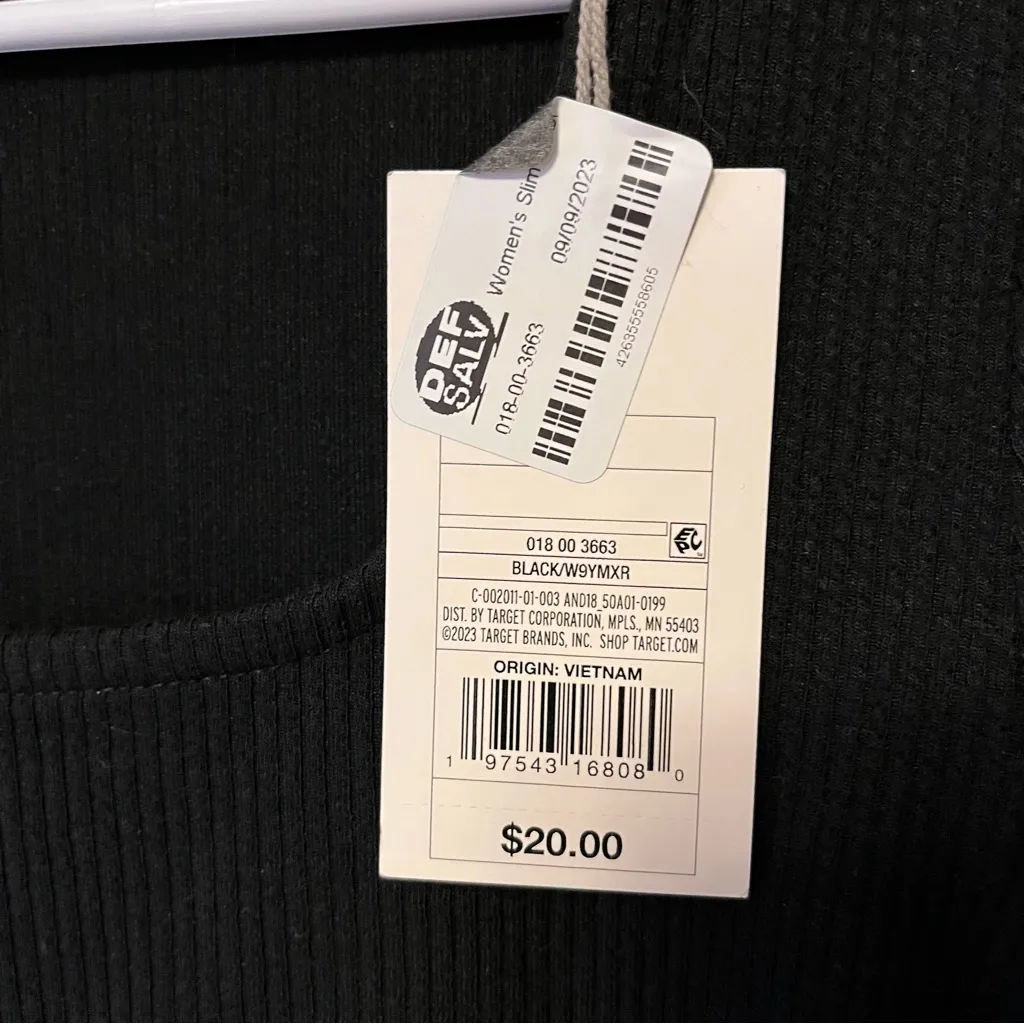 DEF
SALV
Women's Slim
018-00-3663
09/09/2023
426355558605
018 00 3663
EPC
BLACK/W9YMXR
C-002011-01-003 AND18_50A01-0199
DIST. BY TARGET CORPORATION, MPLS., MN 55403
©2023 TARGET BRANDS, INC. SHOP TARGET.COM
ORIGIN: VIETNAM
1 97543 16808 0
$20.00